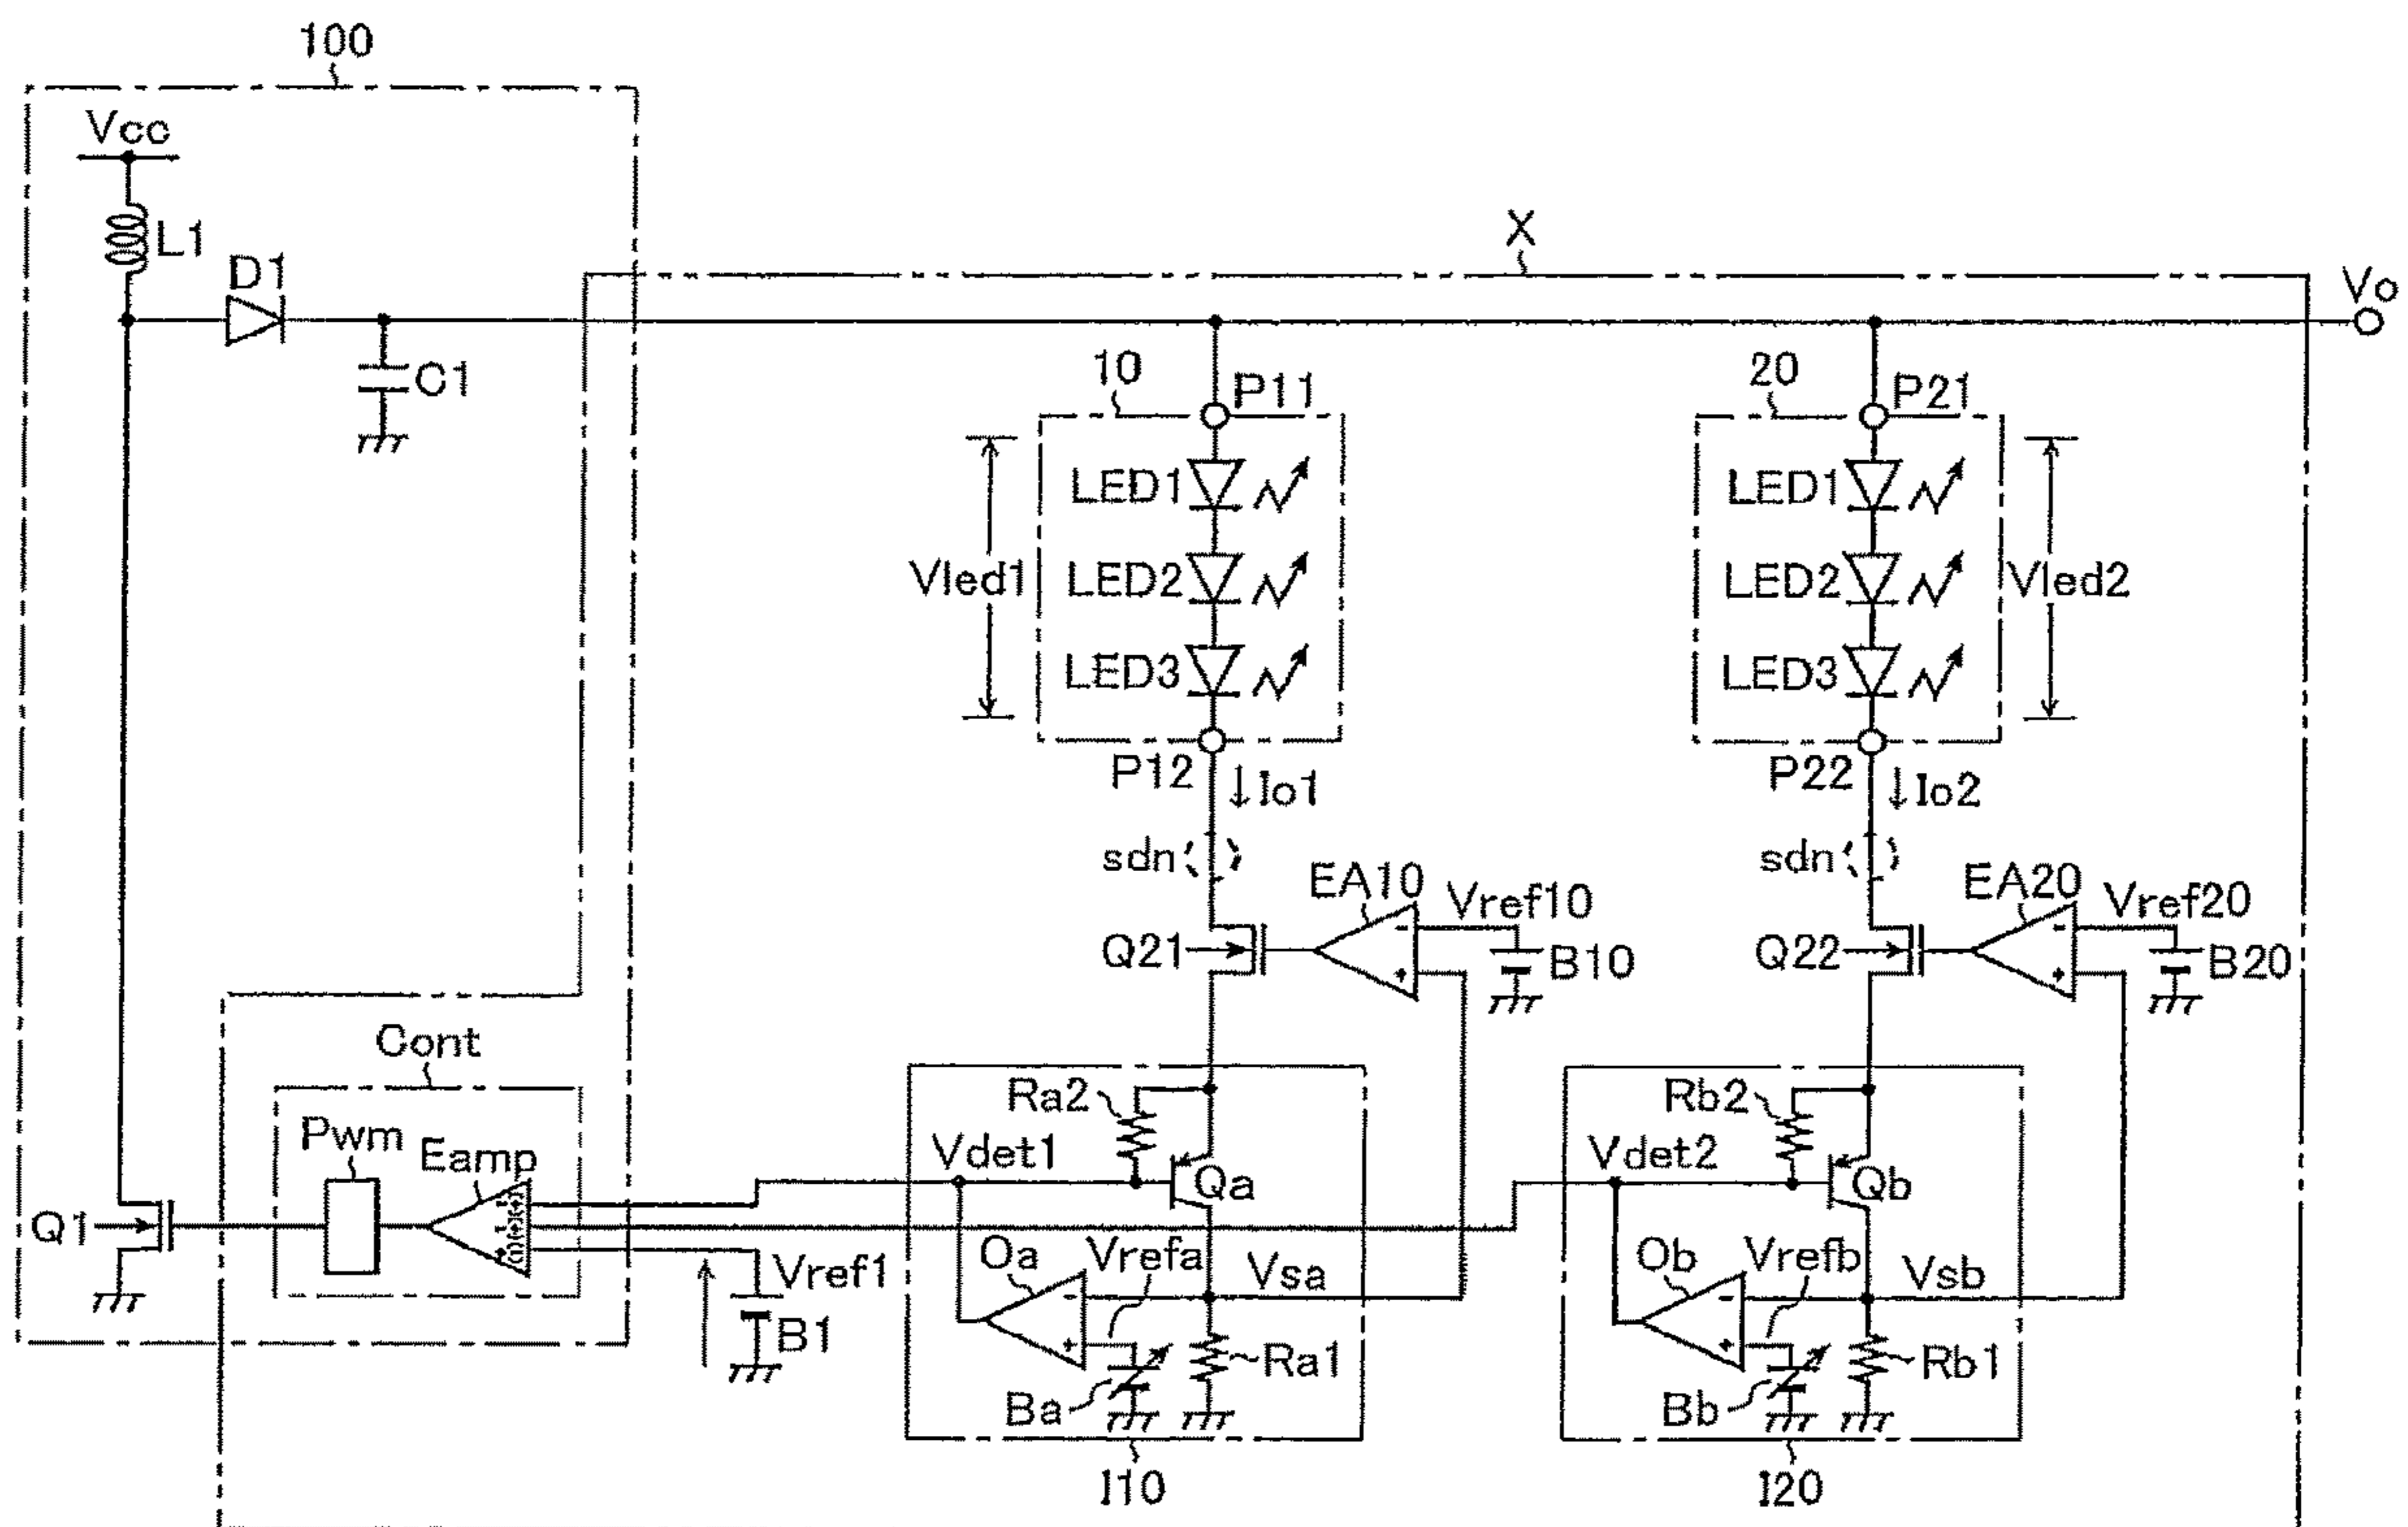 100
Vcc
L1
D1
C1
X
Vo
10
P11
20
P21
LED1
LED1
Vled1
LED2
LED2
Vled2
LED3
LED3
P12
Io1
P22
Io2
sdn
sdn
EA10
Vref10
EA20
Vref20
Q21
B10
Q22
B20
-
+
-
+
Cont
Ra2
Rb2
Pwm
Eamp
Vdet1
Qa
Vdet2
Qb
Q1
Vref1
B1
Oa
Vrefa
Vsa
Ob
Vrefb
Vsb
-
+
-
+
Ba
Ra1
Bb
Rb1
I10
I20